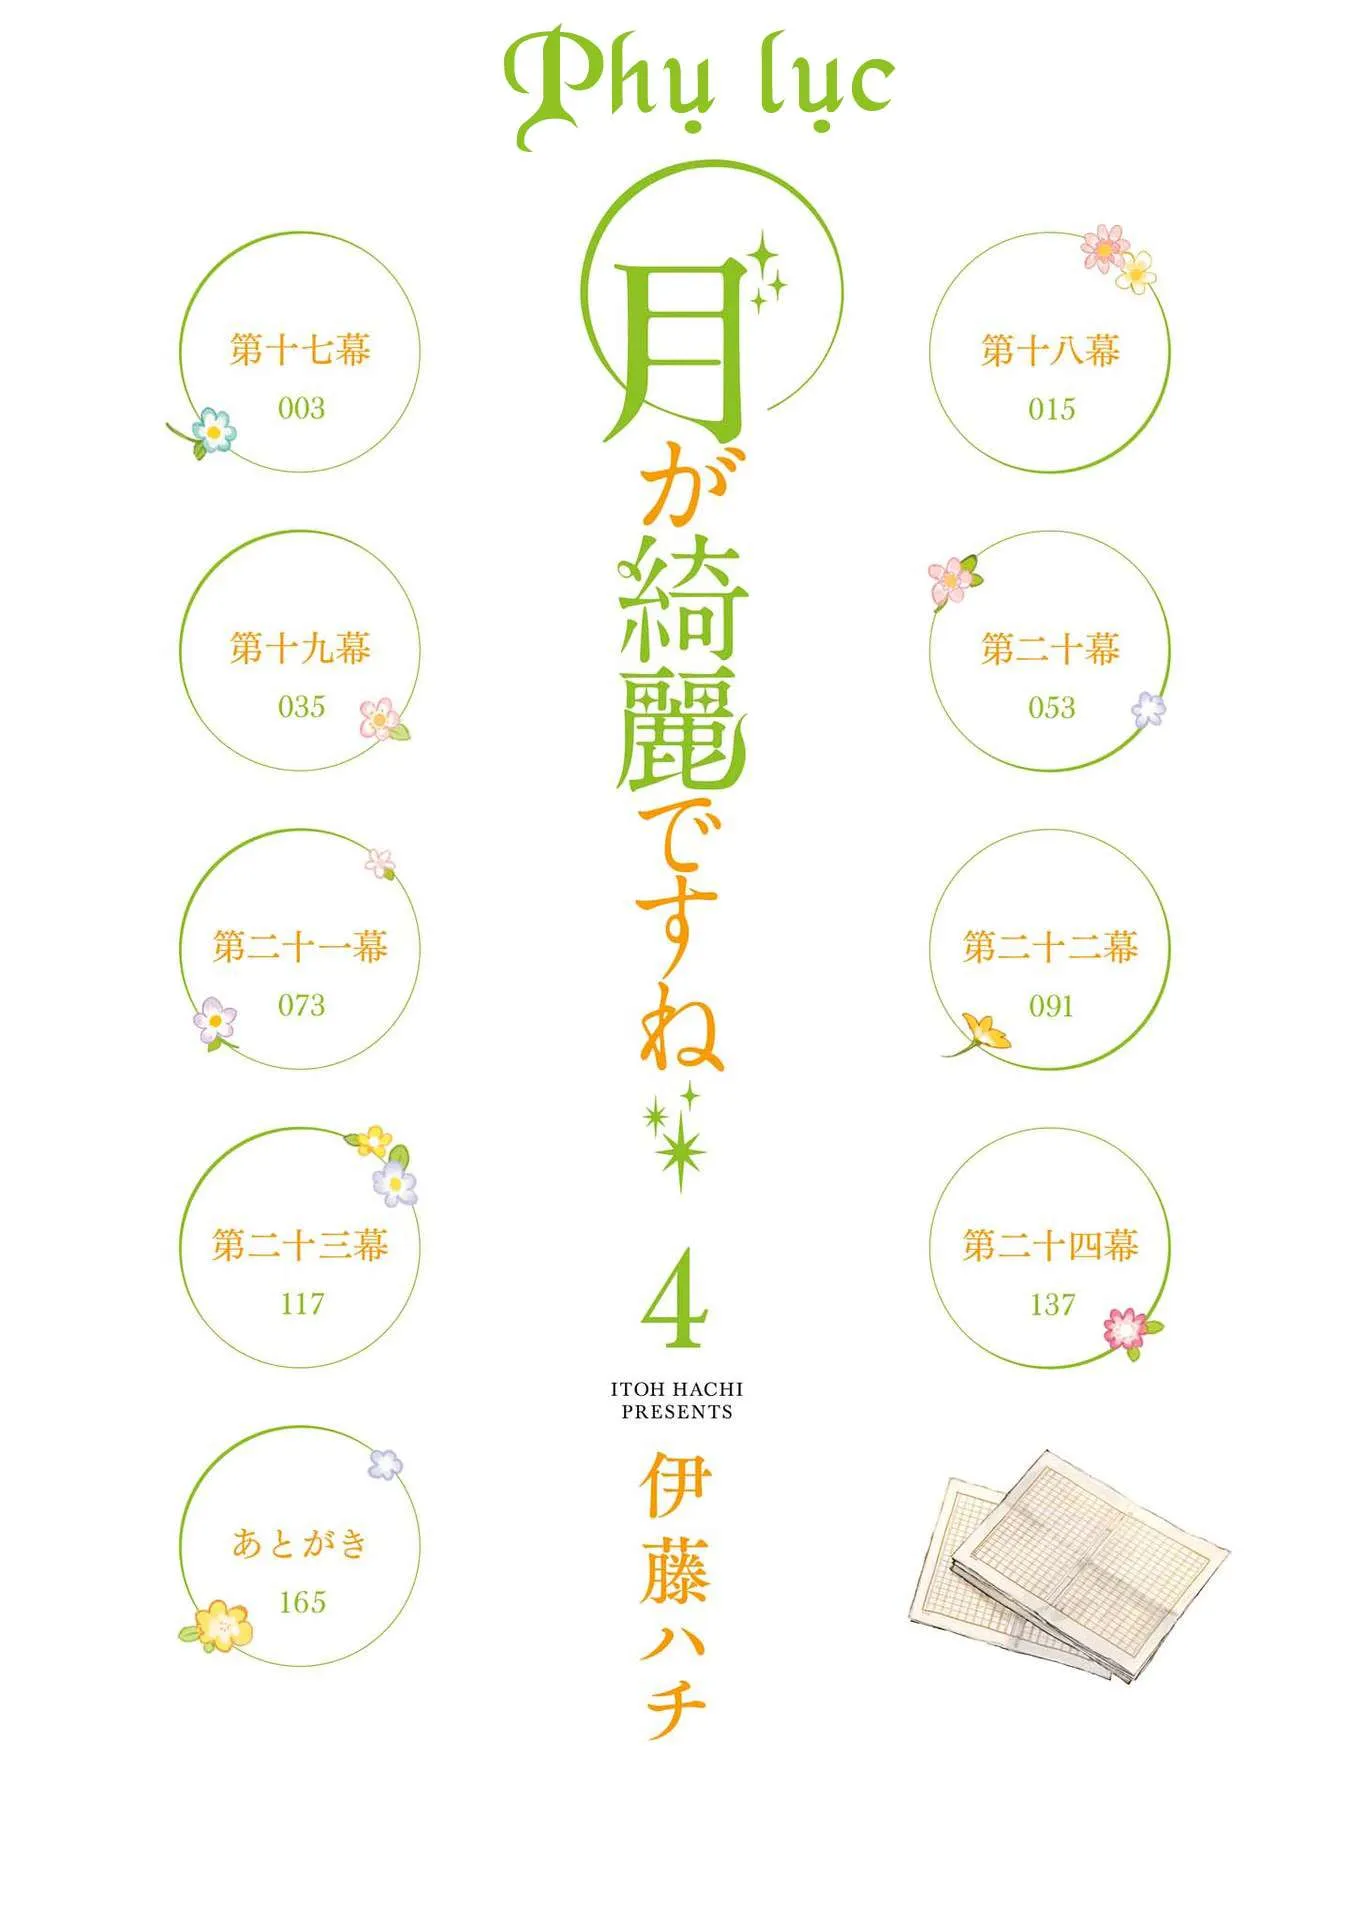 Phụ lục
月が綺麗ですね
4
ITOH HACHI
PRESENTS
伊藤ハチ
第十七幕
003
第十八幕
015
第十九幕
035
第二十幕
053
第二十一幕
073
第二十二幕
091
第二十三幕
117
第二十四幕
137
あとがき
165